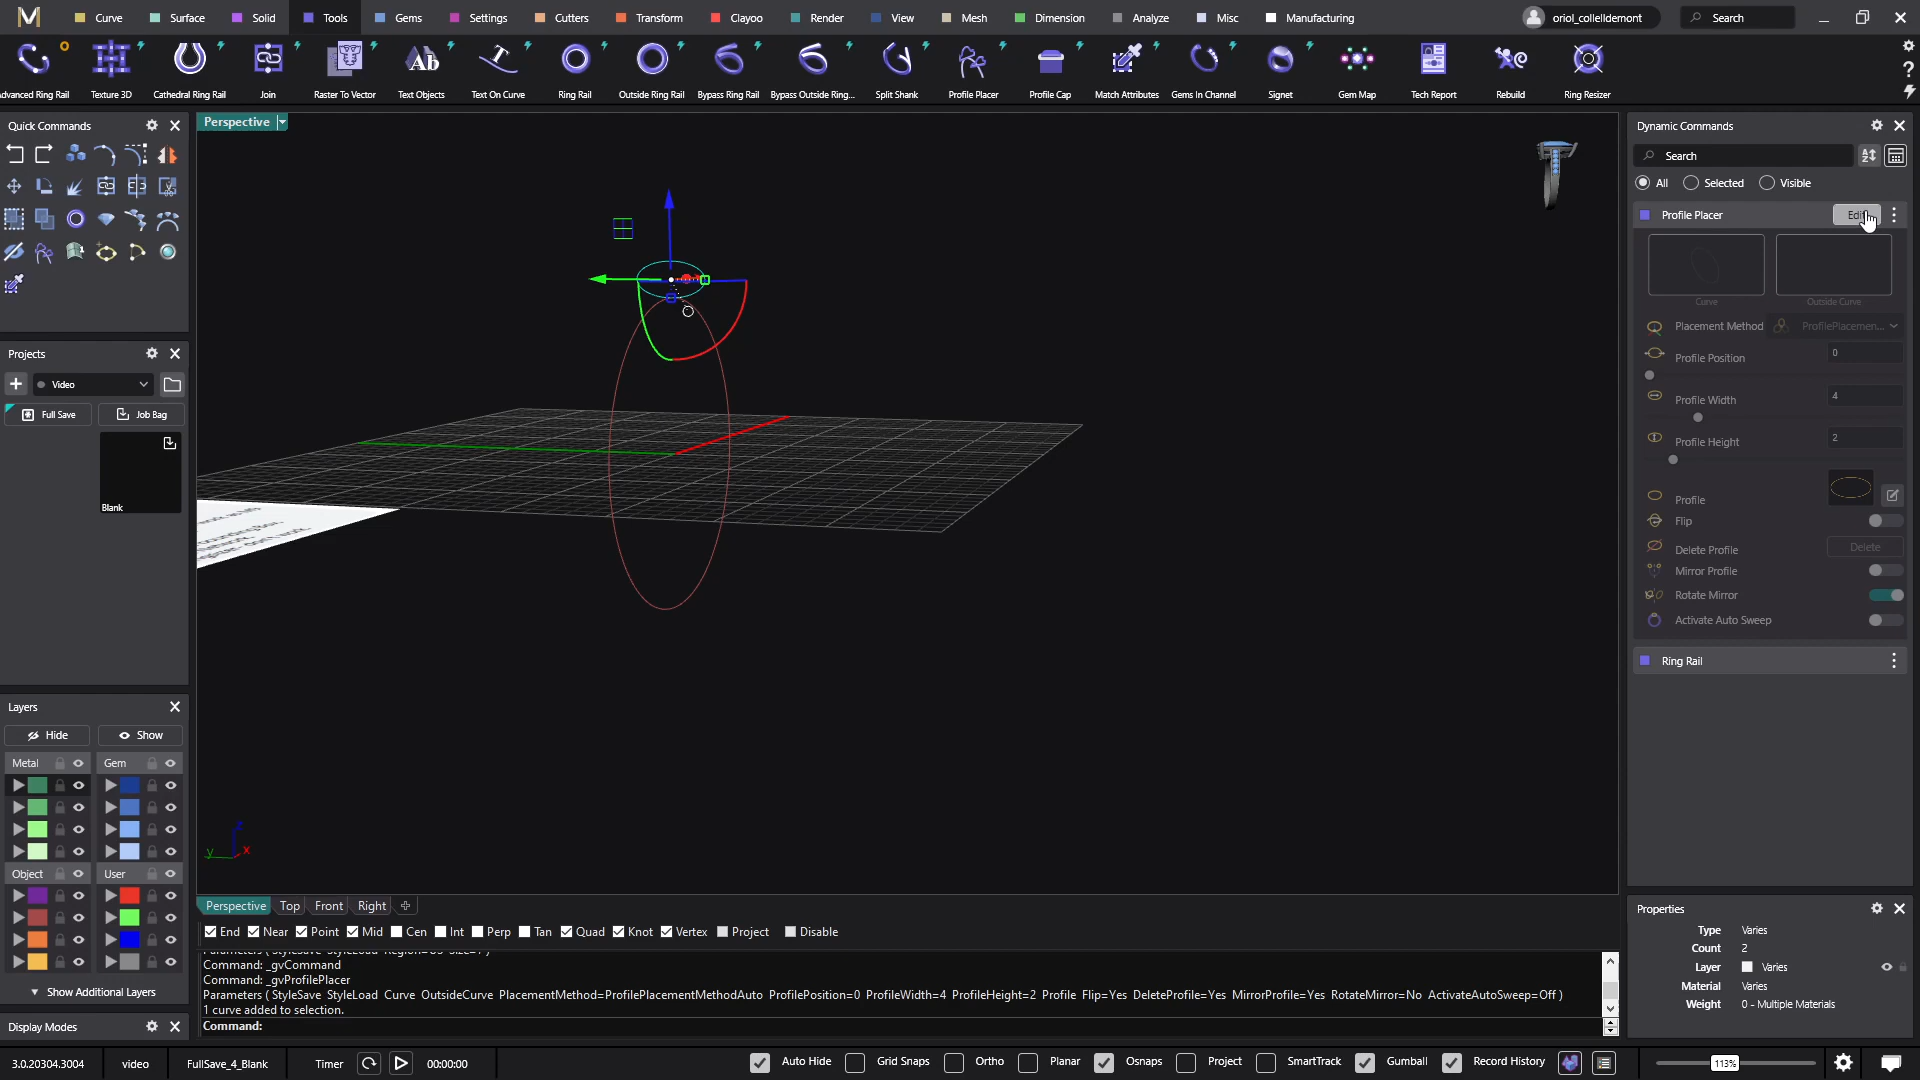 Curve Surface Solid Tools Gems Settings Cutters Transform Clayoo Render View Mesh Dimension Analyze Misc Manufacturing oriol_collelldemont Search
Advanced Ring Rail Texture 3D Cathedral Ring Rail Join Raster To Vector Text Objects Text On Curve Ring Rail Outside Ring Rail Bypass Ring Rail Bypass Outside Ring... Split Shank Profile Placer Profile Cap Match Attributes Gems In Channel Signet Gem Map Tech Report Rebuild Ring Resizer
Quick Commands
Projects
Video
Full Save Job Bag
Blank
Layers
Hide Show
Metal Gem
Object User
Show Additional Layers
Display Modes
Perspective
z
y x
Perspective Top Front Right
End Near Point Mid Cen Int Perp Tan Quad Knot Vertex Project Disable
Command: _gvCommand
Command: _gvProfilePlacer
Parameters ( StyleSave StyleLoad Curve OutsideCurve PlacementMethod=ProfilePlacementMethodAuto ProfilePosition=0 ProfileWidth=4 ProfileHeight=2 Profile Flip=Yes DeleteProfile=Yes MirrorProfile=Yes RotateMirror=No ActivateAutoSweep=Off )
1 curve added to selection.
Command:
Dynamic Commands
Search
All Selected Visible
Profile Placer Edit
Curve Outside Curve
Placement Method ProfilePlacemen...
Profile Position 0
Profile Width 4
Profile Height 2
Profile
Flip
Delete Profile Delete
Mirror Profile
Rotate Mirror
Activate Auto Sweep
Ring Rail
Properties
Type Varies
Count 2
Layer Varies
Material Varies
Weight 0 - Multiple Materials
3.0.20304.3004 video FullSave_4_Blank Timer 00:00:00 Auto Hide Grid Snaps Ortho Planar Osnaps Project SmartTrack Gumball Record History 113%